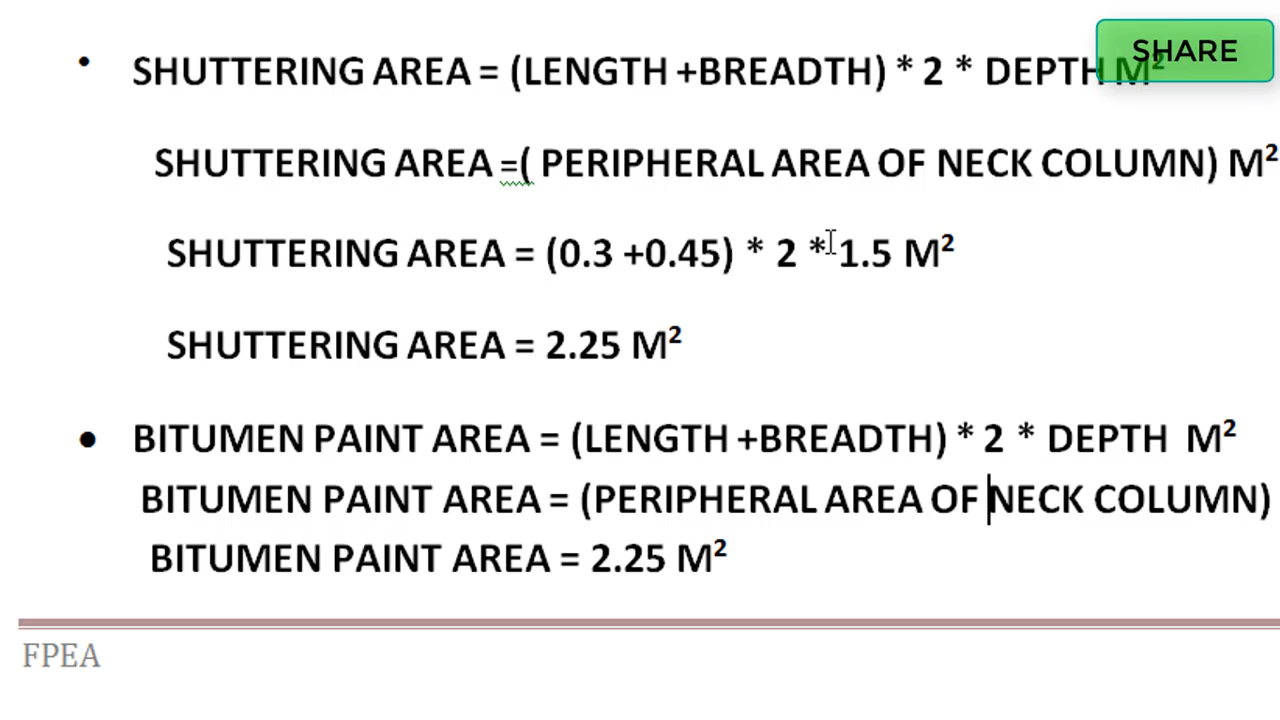 SHARE
• SHUTTERING AREA = (LENGTH +BREADTH) * 2 * DEPTH M²
SHUTTERING AREA =( PERIPHERAL AREA OF NECK COLUMN) M²
SHUTTERING AREA = (0.3 +0.45) * 2 * 1.5 M²
SHUTTERING AREA = 2.25 M²
• BITUMEN PAINT AREA = (LENGTH +BREADTH) * 2 * DEPTH M²
BITUMEN PAINT AREA = (PERIPHERAL AREA OF NECK COLUMN)
BITUMEN PAINT AREA = 2.25 M²
FPEA